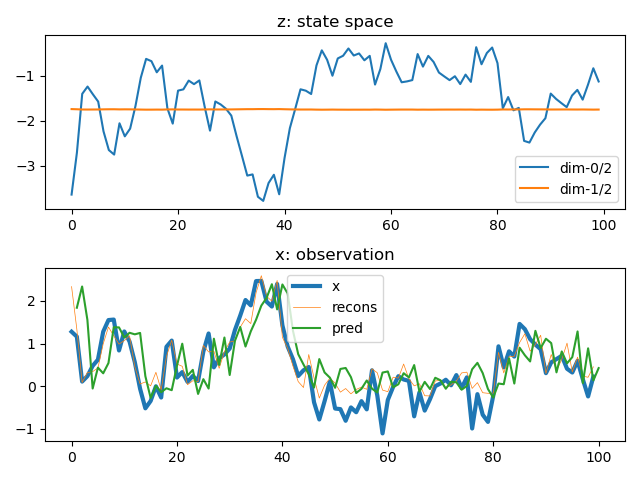 z: state space
−1
−2
−3
dim-0/2
dim-1/2
0
20
40
60
80
100
x: observation
2
1
0
−1
x
recons
pred
0
20
40
60
80
100